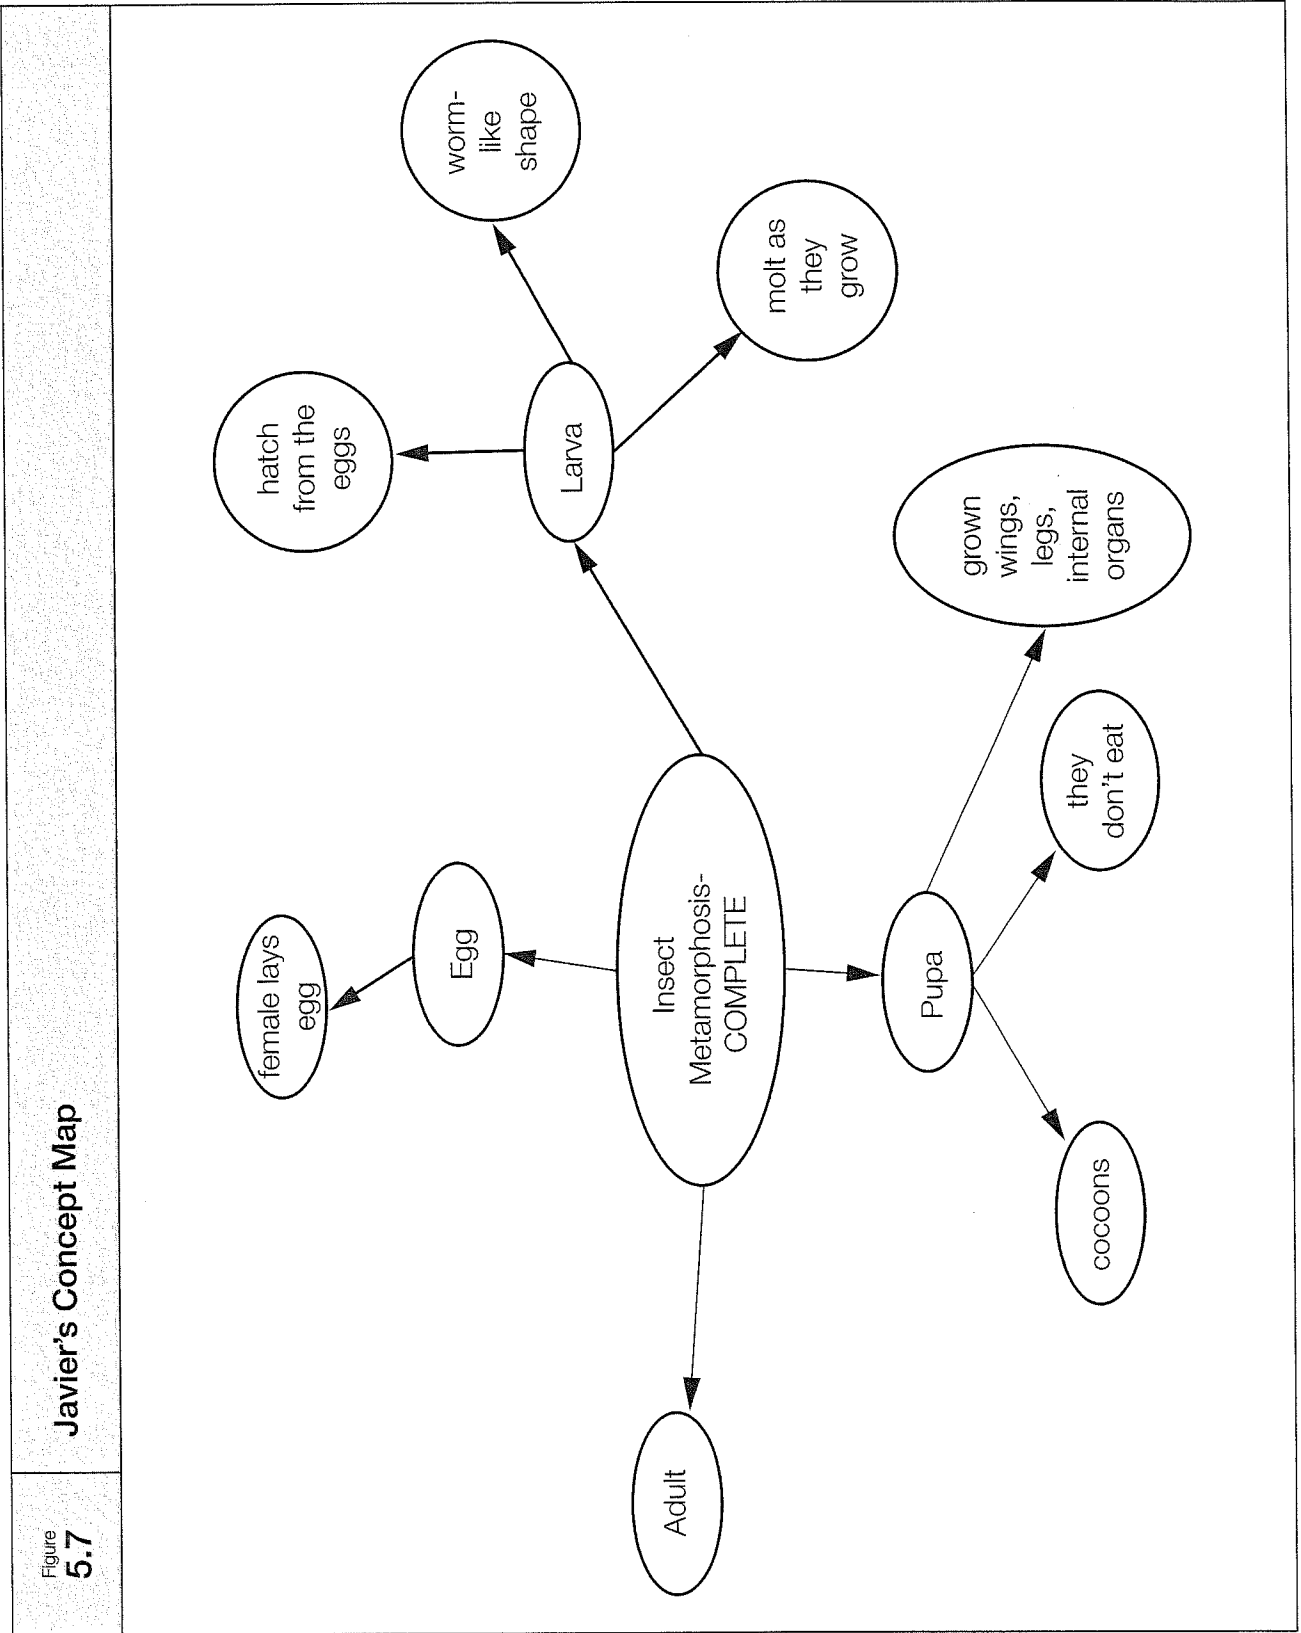 Figure
5.7
Javier's Concept Map
female lays
egg
Egg
hatch
from the
eggs
worm-
like
shape
Larva
molt as
they
grow
Insect
Metamorphosis-
COMPLETE
Adult
Pupa
cocoons
they
don't eat
grown
wings,
legs,
internal
organs